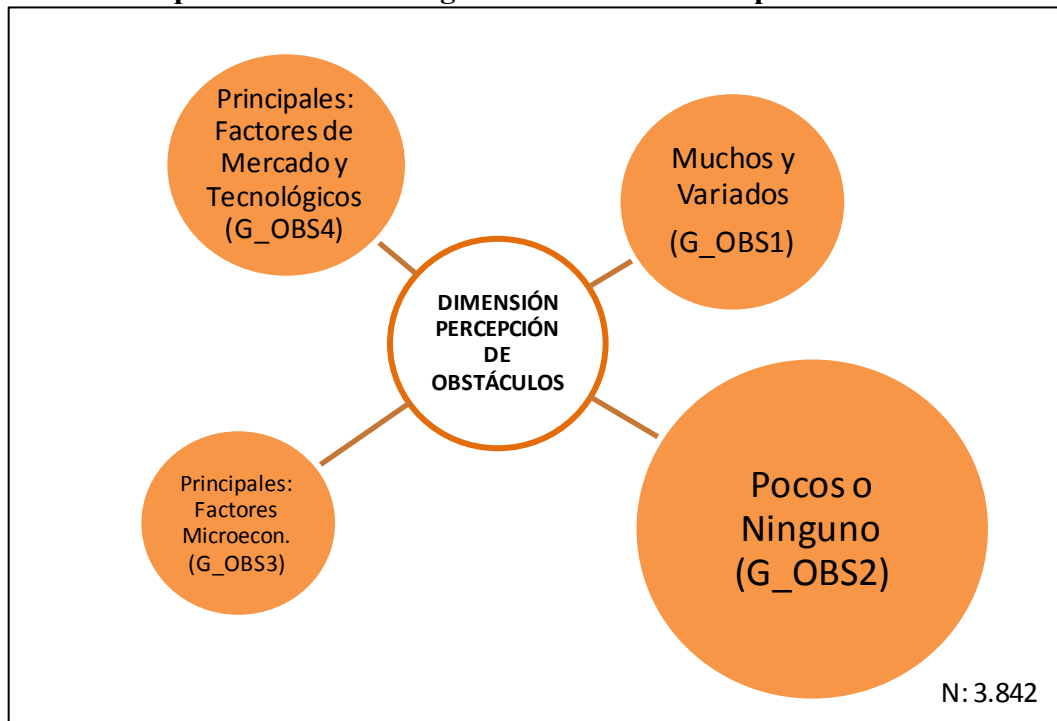 Principales:
Factores de
Mercado y
Tecnológicos
(G_OBS4)
Muchos y
Variados
(G_OBS1)
DIMENSIÓN
PERCEPCIÓN
DE
OBSTÁCULOS
Principales:
Factores
Microecon.
(G_OBS3)
Pocos o
Ninguno
(G_OBS2)
N: 3.842